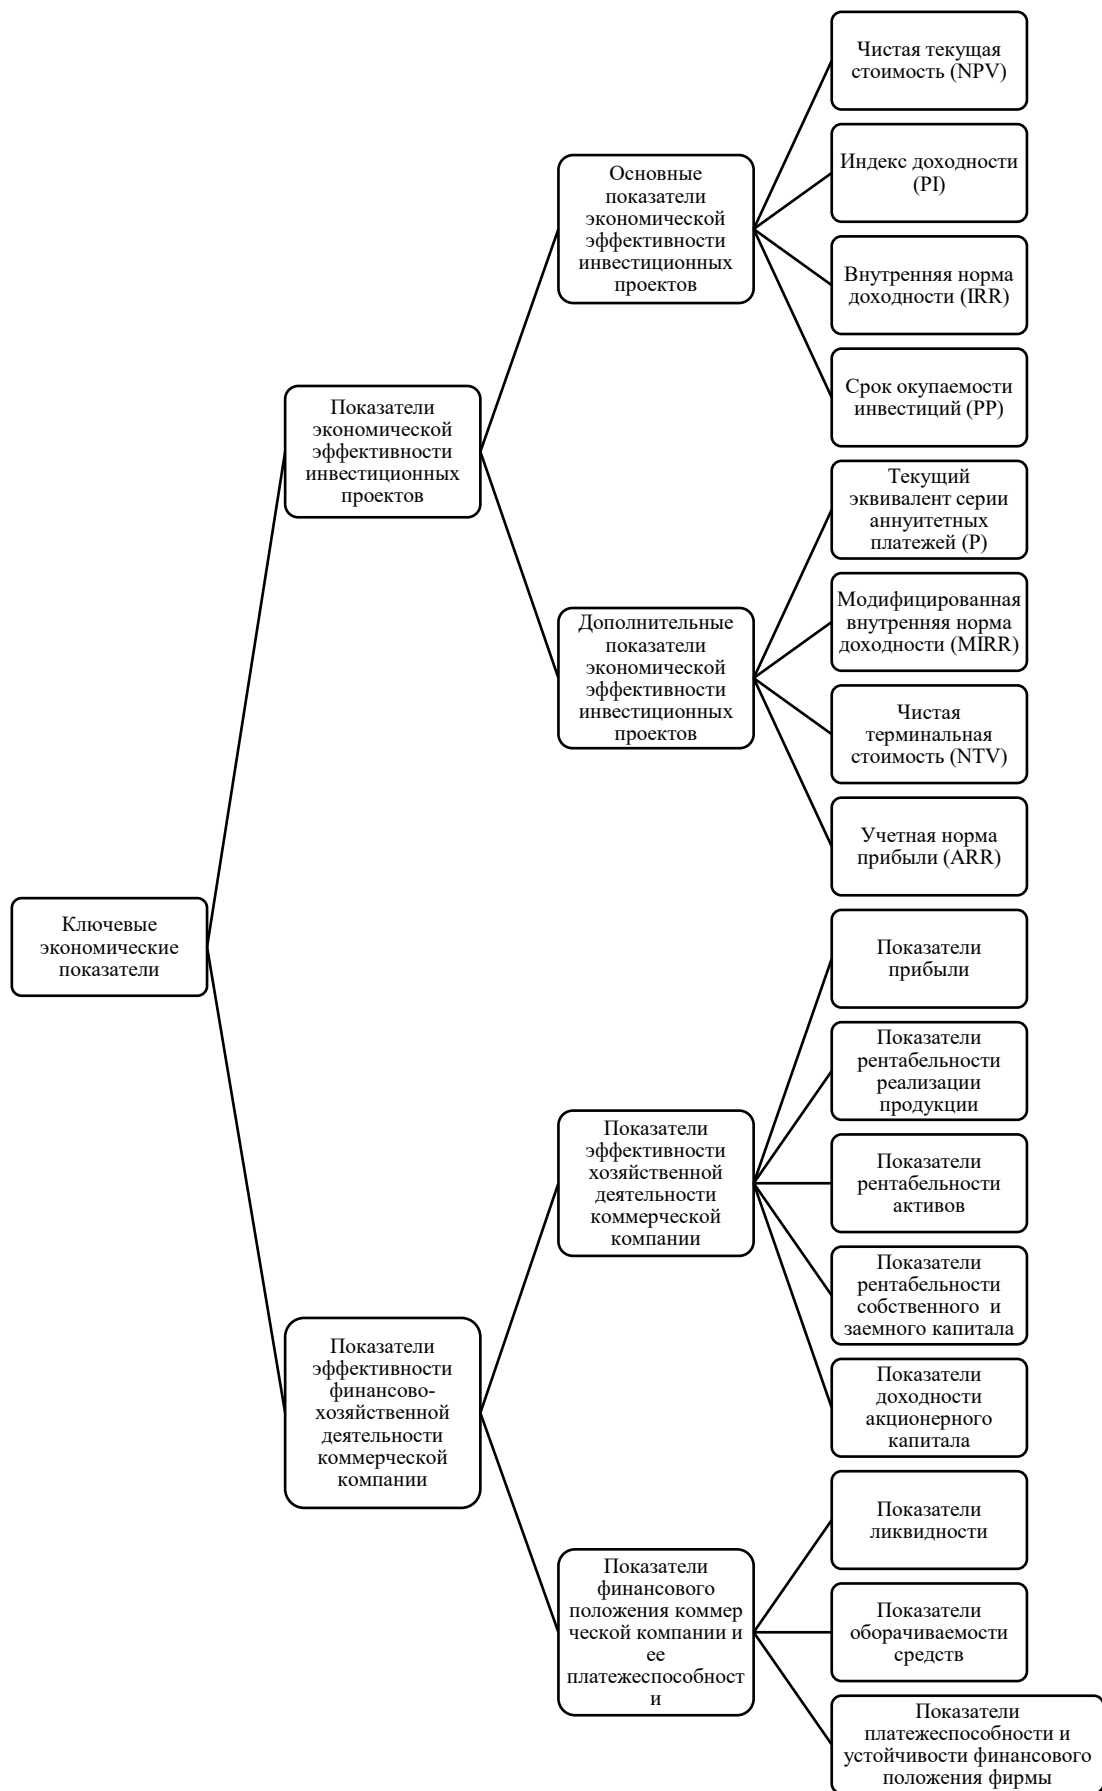 Ключевые
экономические
показатели
Показатели
экономической
эффективности
инвестиционных
проектов
Основные
показатели
экономической
эффективности
инвестиционных
проектов
Чистая текущая
стоимость (NPV)
Индекс доходности
(PI)
Внутренняя норма
доходности (IRR)
Срок окупаемости
инвестиций (PP)
Дополнительные
показатели
экономической
эффективности
инвестиционных
проектов
Текущий
эквивалент серии
аннуитетных
платежей (P)
Модифицированная
внутренняя норма
доходности (MIRR)
Чистая
терминальная
стоимость (NTV)
Учетная норма
прибыли (ARR)
Показатели
эффективности
финансово-
хозяйственной
деятельности
коммерческой
компании
Показатели
эффективности
хозяйственной
деятельности
коммерческой
компании
Показатели
прибыли
Показатели
рентабельности
реализации
продукции
Показатели
рентабельности
активов
Показатели
рентабельности
собственного и
заемного капитала
Показатели
доходности
акционерного
капитала
Показатели
финансового
положения коммер
ческой компании и
ее
платежеспособност
и
Показатели
ликвидности
Показатели
оборачиваемости
средств
Показатели
платежеспособности и
устойчивости финансового
положения фирмы